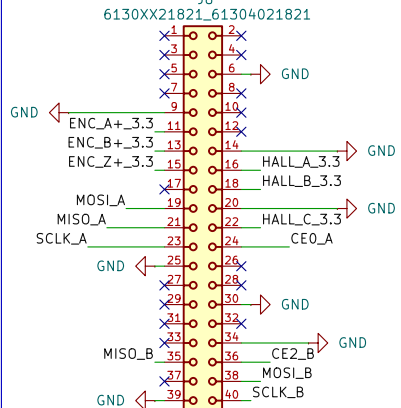 6130XX21821_61304021821
1 2
3 4
5 6 GND
7 8
GND 9 10
ENC_A+_3.3 11 12
ENC_B+_3.3 13 14 GND
ENC_Z+_3.3 15 16 HALL_A_3.3
17 18 HALL_B_3.3
MOSI_A 19 20 GND
MISO_A 21 22 HALL_C_3.3
SCLK_A 23 24 CE0_A
GND 25 26
27 28
29 30 GND
31 32
33 34 GND
MISO_B 35 36 CE2_B
37 38 MOSI_B
GND 39 40 SCLK_B